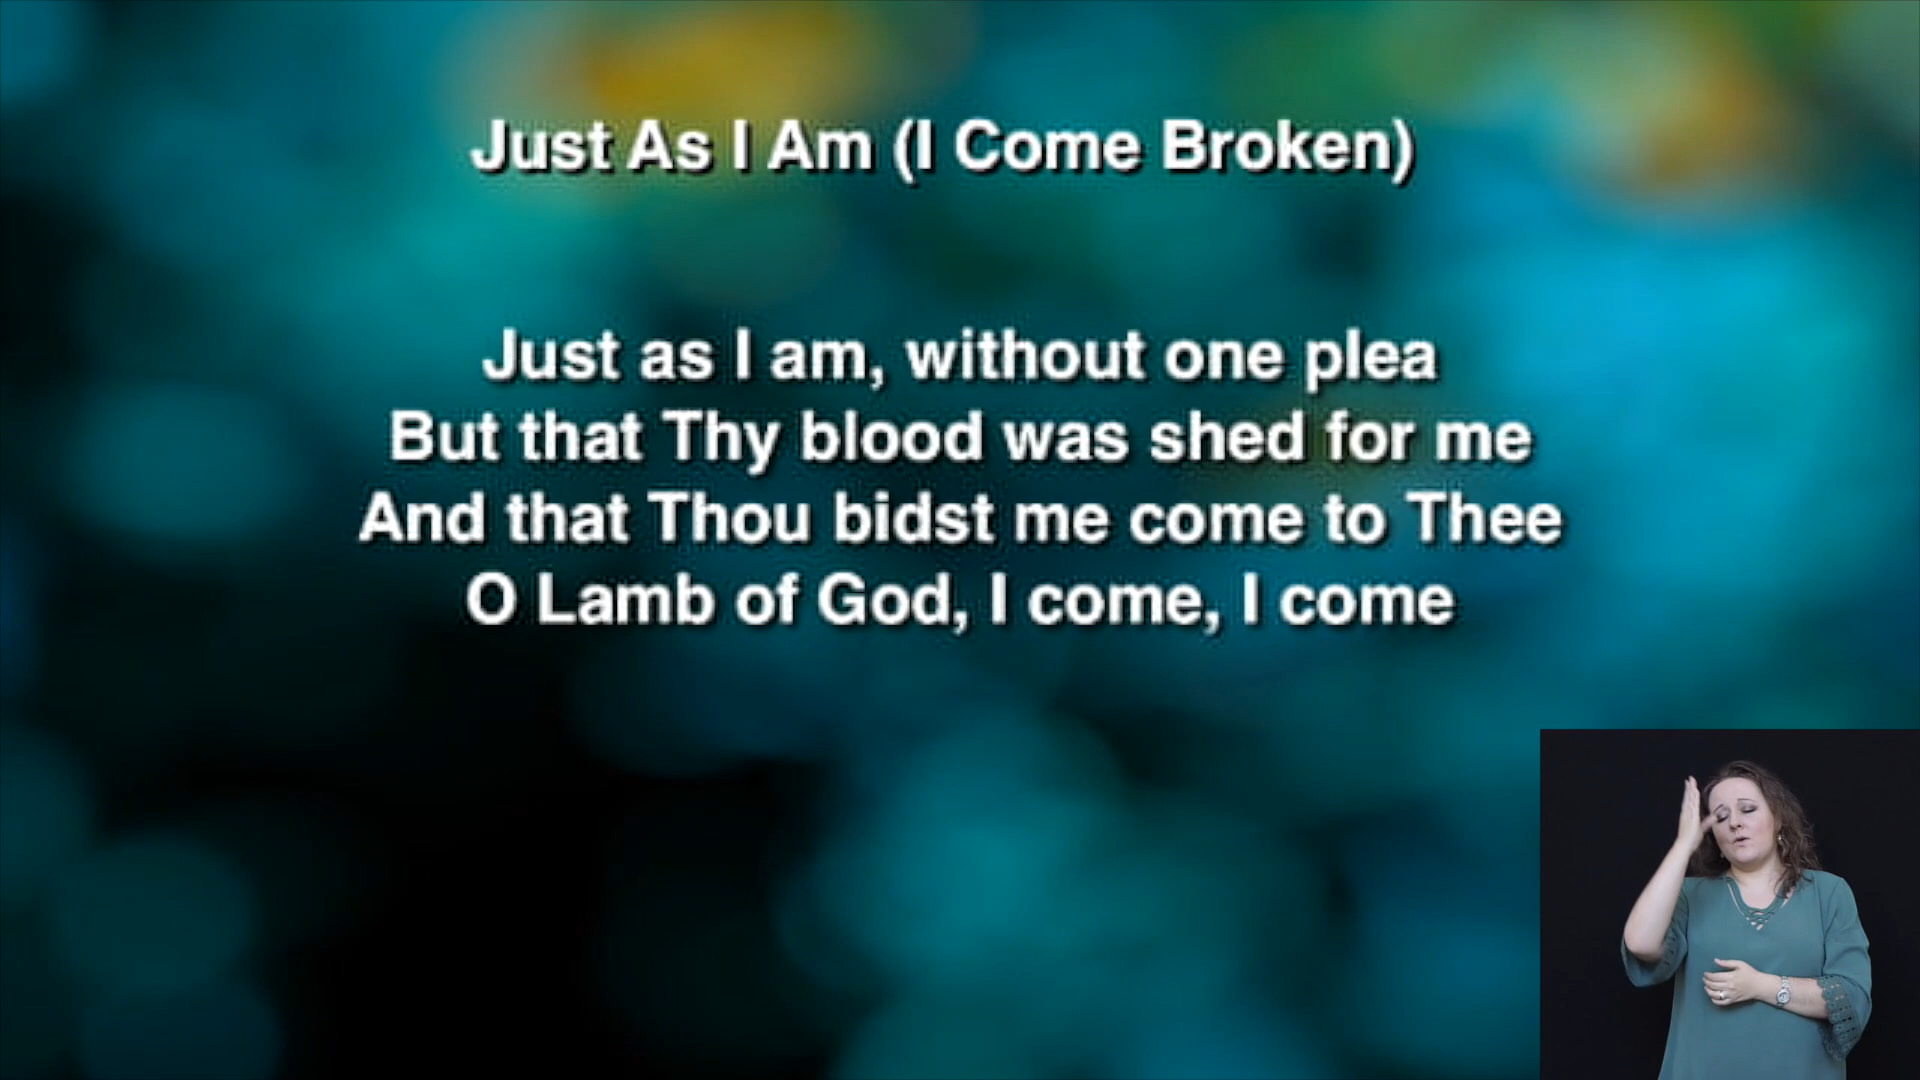 Just As I Am (I Come Broken)
Just as I am, without one plea
But that Thy blood was shed for me
And that Thou bidst me come to Thee
O Lamb of God, I come, I come